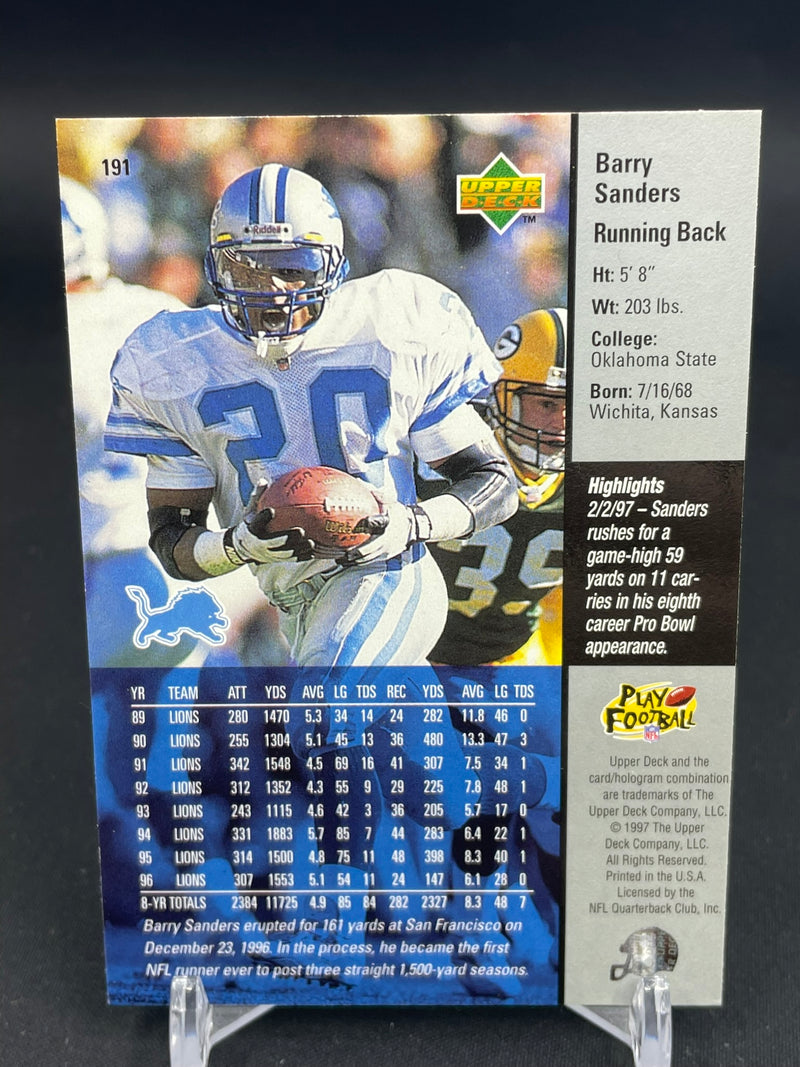 191
UPPER
D·E·C·K
TM
Riddell
20
20
39
Wilson
Barry
Sanders
Running Back
Ht: 5' 8"
Wt: 203 lbs.
College:
Oklahoma State
Born: 7/16/68
Wichita, Kansas
Highlights
2/2/97 – Sanders
rushes for a
game-high 59
yards on 11 car-
ries in his eighth
career Pro Bowl
appearance.
YR TEAM ATT YDS AVG LG TDS REC YDS AVG LG TDS
89 LIONS 280 1470 5.3 34 14 24 282 11.8 46 0
90 LIONS 255 1304 5.1 45 13 36 480 13.3 47 3
91 LIONS 342 1548 4.5 69 16 41 307 7.5 34 1
92 LIONS 312 1352 4.3 55 9 29 225 7.8 48 1
93 LIONS 243 1115 4.6 42 3 36 205 5.7 17 0
94 LIONS 331 1883 5.7 85 7 44 283 6.4 22 1
95 LIONS 314 1500 4.8 75 11 48 398 8.3 40 1
96 LIONS 307 1553 5.1 54 11 24 147 6.1 28 0
8-YR TOTALS 2384 11725 4.9 85 84 282 2327 8.3 48 7
Barry Sanders erupted for 161 yards at San Francisco on
December 23, 1996. In the process, he became the first
NFL runner ever to post three straight 1,500-yard seasons.
PLAY
FOOTBALL
NFL
Upper Deck and the
card/hologram combination
are trademarks of The
Upper Deck Company, LLC.
© 1997 The Upper
Deck Company, LLC.
All Rights Reserved.
Printed in the U.S.A.
Licensed by the
NFL Quarterback Club, Inc.